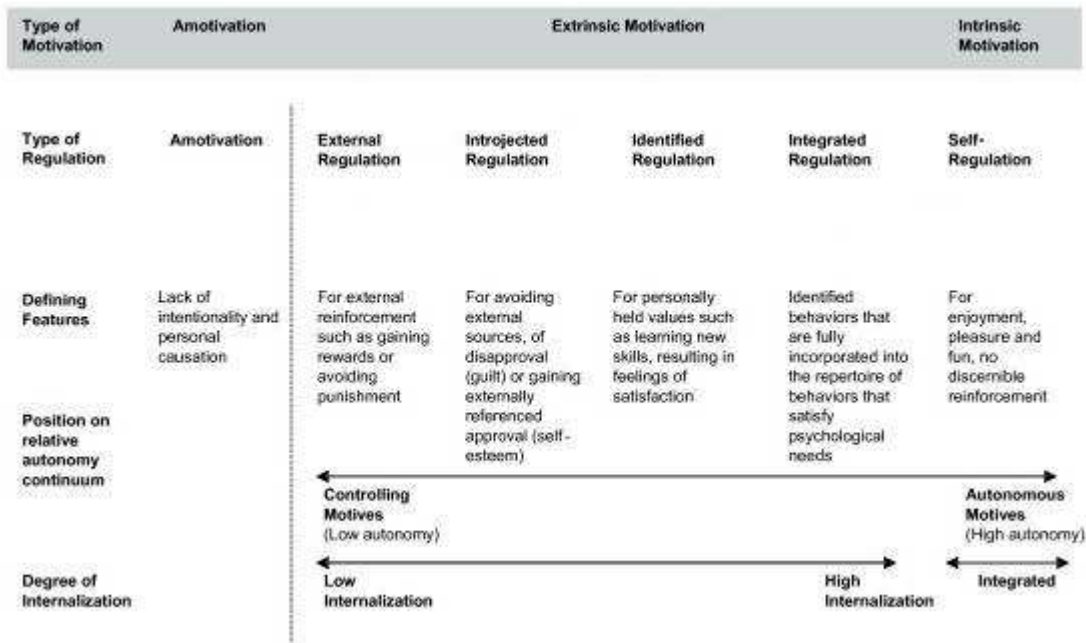 Type of Motivation
Amotivation
Extrinsic Motivation
Intrinsic Motivation
Type of Regulation
Amotivation
External Regulation
Introjected Regulation
Identified Regulation
Integrated Regulation
Self-Regulation
Defining Features
Lack of
intentionality and
personal
causation
For external
reinforcement
such as gaining
rewards or
avoiding
punishment
For avoiding
external
sources, of
disapproval
(guilt) or gaining
externally
referenced
approval (self-
esteem)
For personally
held values such
as learning new
skills, resulting in
feelings of
satisfaction
Identified
behaviors that
are fully
incorporated into
the repertoire of
behaviors that
satisfy
psychological
needs
For
enjoyment,
pleasure and
fun, no
discernible
reinforcement
Position on
relative
autonomy
continuum
Controlling
Motives
(Low autonomy)
Autonomous
Motives
(High autonomy)
Degree of
Internalization
Low
Internalization
High
Internalization
Integrated